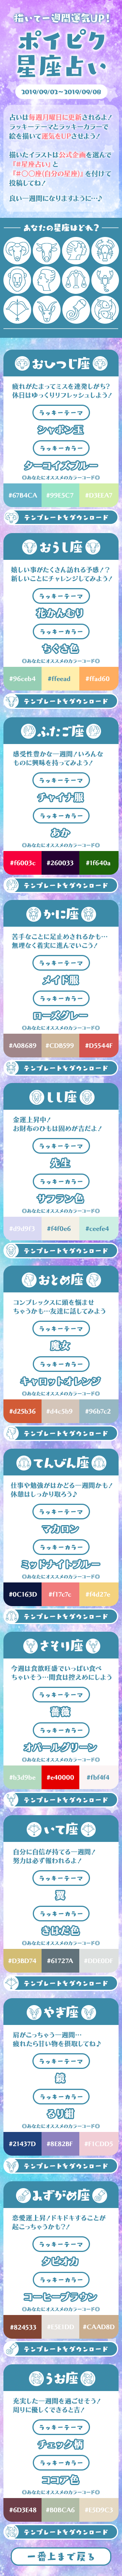 描いて一週間運気UP!
ポイピク
星座占い
2019/09/02~2019/09/08
占いは毎週月曜日に更新されるよ!
ラッキーテーマとラッキーカラーで
絵を描いて運気をUPさせよう!
描いたイラストは公式企画を選んで
「#星座占い」と
「#〇〇座(自分の星座)」を付けて
投稿してね!
良い一週間になりますように…♪
あなたの星座はどれ?
おひつじ座
疲れがたまってミスを連発しがち?
休日はゆっくりリフレッシュしよう!
ラッキーテーマ
シャボン玉
ラッキーカラー
ターコイズブルー
◎あなたにオススメのカラーコード◎
#67B4CA
#99E5C7
テンプレートをダウンロード
おうし座
嬉しい事がたくさん訪れる予感!?
新しいことにチャレンジしてみよう!
ラッキーテーマ
花かんむり
ラッキーカラー
ちぐさ色
◎あなたにオススメのカラーコード◎
#96ceb4
#ffeead
#ffad60
テンプレートをダウンロード
ふたご座
感受性豊かな一週間!いろんな
ものに興味を持ってみよう!
ラッキーテーマ
チャイナ服
ラッキーカラー
あか
◎あなたにオススメのカラーコード◎
#f6003c
#260033
#1f640a
テンプレートをダウンロード
かに座
苦手なことに足止めされるかも…
無理なく着実に進んでいこう!
ラッキーテーマ
メイド服
ラッキーカラー
ローズグレー
◎あなたにオススメのカラーコード◎
#A08689
#CDB599
#D5544F
テンプレートをダウンロード
しし座
金運上昇中!
お財布のひもは固めが吉だよ!
ラッキーテーマ
先生
ラッキーカラー
サフラン色
◎あなたにオススメのカラーコード◎
#f4f0e6
#ceefe4
テンプレートをダウンロード
おとめ座
コンプレックスに頭を悩ませ
ちゃうかも…友達に話してみよう
ラッキーテーマ
魔女
ラッキーカラー
キャロットオレンジ
◎あなたにオススメのカラーコード◎
#d25b36
#d4c5b9
#96b7c2
テンプレートをダウンロード
てんびん座
仕事や勉強がはかどる一週間かも!
休憩はしっかり取ろう♪
ラッキーテーマ
マカロン
ラッキーカラー
ミッドナイトブルー
◎あなたにオススメのカラーコード◎
#0C163D
#f17c7c
#f4d27e
テンプレートをダウンロード
さそり座
今週は食欲旺盛でいっぱい食べ
ちゃいそう…間食は控えめにしよう
ラッキーテーマ
薔薇
ラッキーカラー
オパールグリーン
◎あなたにオススメのカラーコード◎
#b3d9be
#e40000
#fbf4f4
テンプレートをダウンロード
いて座
自分に自信が持てる一週間!
努力は必ず報われるよ!
ラッキーテーマ
翼
ラッキーカラー
きはだ色
◎あなたにオススメのカラーコード◎
#D3BD74
#61727A
テンプレートをダウンロード
やぎ座
肩がこっちゃう一週間…
疲れたら甘い物を摂取してね♪
ラッキーテーマ
鏡
ラッキーカラー
るり紺
◎あなたにオススメのカラーコード◎
#21437D
#8E82BF
テンプレートをダウンロード
みずがめ座
恋愛運上昇!ドキドキすることが
起こっちゃうかも?!
ラッキーテーマ
タピオカ
ラッキーカラー
コーヒーブラウン
◎あなたにオススメのカラーコード◎
#824533
#CAAD8D
テンプレートをダウンロード
うお座
充実した一週間を過ごせそう!
周りに優しくできると吉!
ラッキーテーマ
チェック柄
ラッキーカラー
ココア色
◎あなたにオススメのカラーコード◎
#6D3E48
#B0BCA6
#E3D9C3
テンプレートをダウンロード
一番上まで戻る